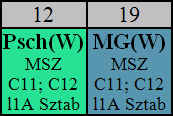 12 19
Psch(W) MG(W)
MSZ MSZ
C11; C12 C11; C12
l1A Sztab l1A Sztab